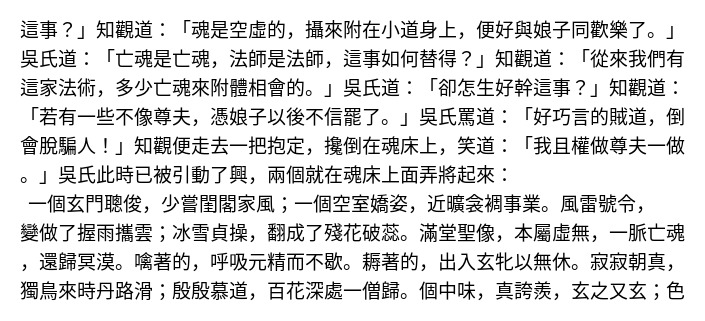 這事？」知觀道：「魂是空虛的，攝來附在小道身上，便好與娘子同歡樂了。」
吳氏道：「亡魂是亡魂，法師是法師，這事如何替得？」知觀道：「從來我們有
這家法術，多少亡魂來附體相會的。」吳氏道：「卻怎生好幹這事？」知觀道：
「若有一些不像尊夫，憑娘子以後不信罷了。」吳氏罵道：「好巧言的賊道，倒
會脫騙人！」知觀便走去一把抱定，攙倒在魂床上，笑道：「我且權做尊夫一做
。」吳氏此時已被引動了興，兩個就在魂床上面弄將起來：
一個玄門聰俊，少嘗閨閣家風；一個空室嬌姿，近曠衾裯事業。風雷號令，
變做了握雨攜雲；冰雪貞操，翻成了殘花破蕊。滿堂聖像，本屬虛無，一脈亡魂
，還歸冥漠。噙著的，呼吸元精而不歇。耨著的，出入玄牝以無休。寂寂朝真，
獨鳥來時丹路滑；殷殷慕道，百花深處一僧歸。個中味，真誇羨，玄之又玄；色